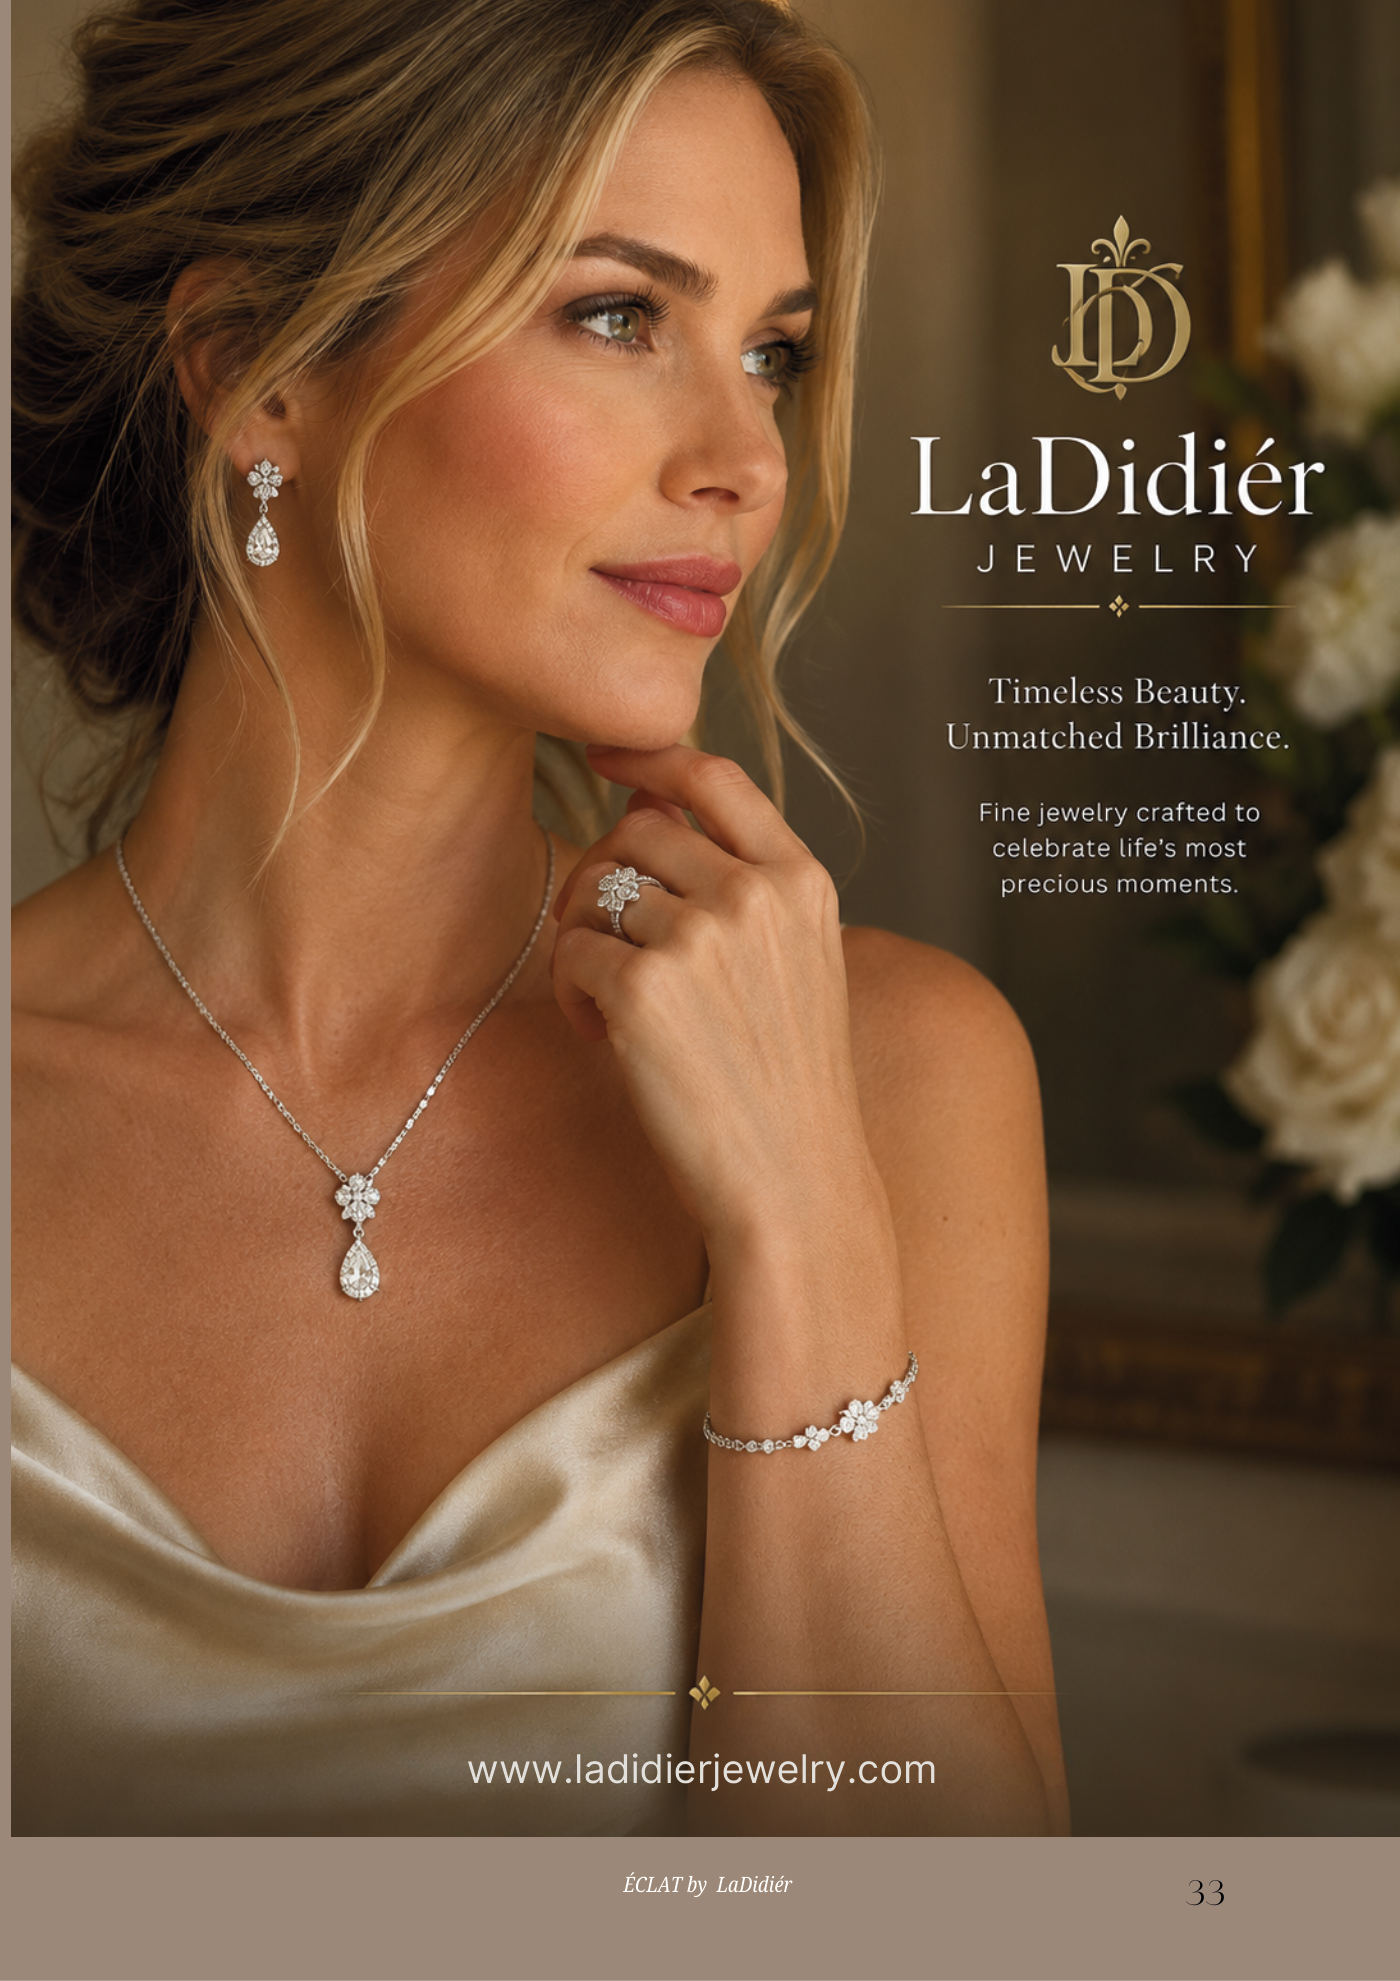 LD
LaDidiér
JEWELRY
Timeless Beauty.
Unmatched Brilliance.
Fine jewelry crafted to
celebrate life’s most
precious moments.
www.ladidierjewelry.com
ÉCLAT by LaDidiér
33